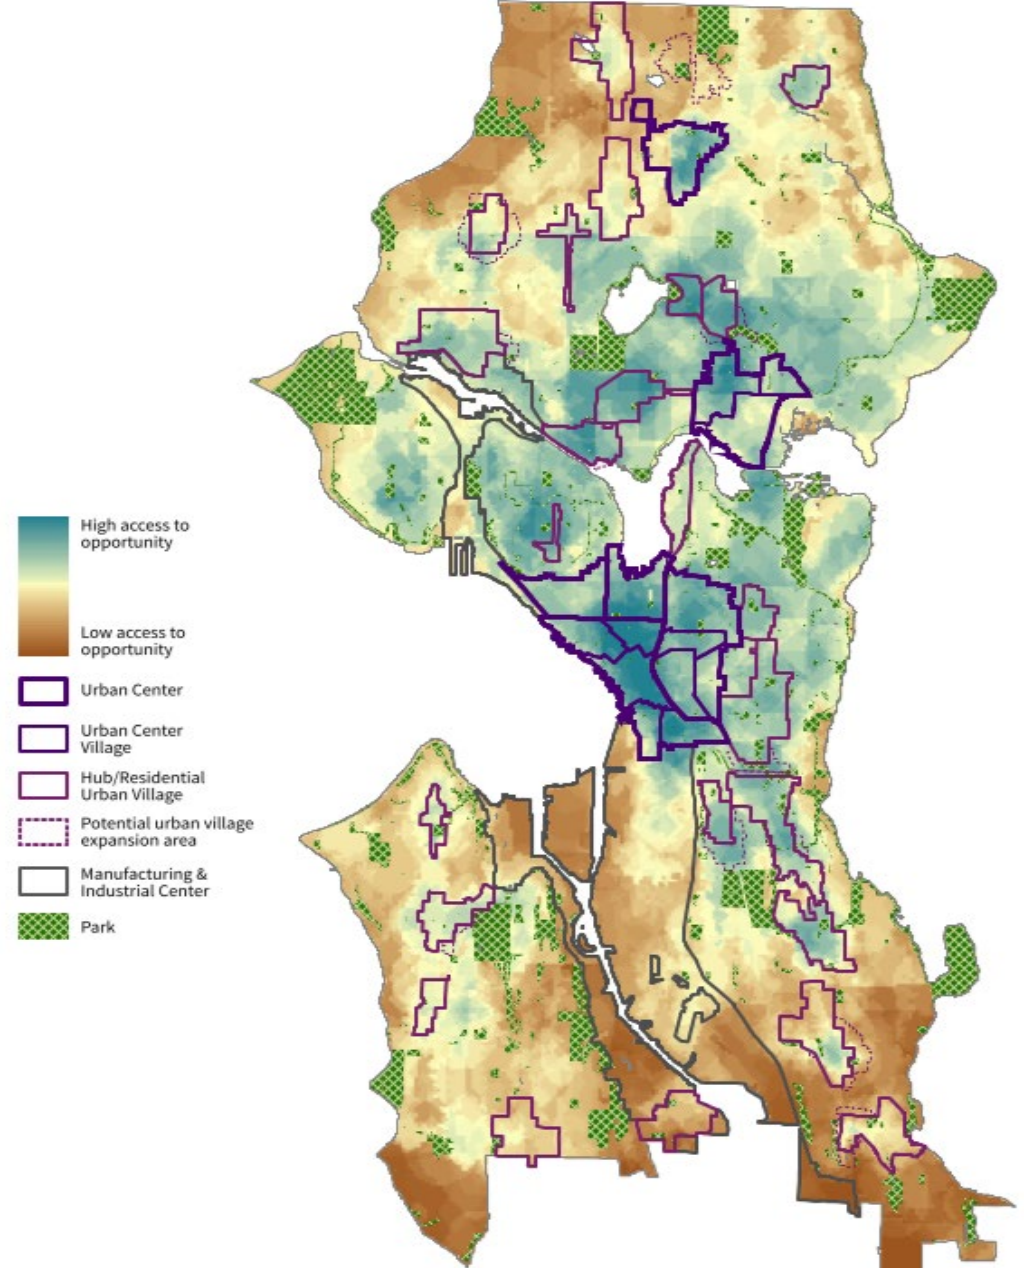 High access to
opportunity
Low access to
opportunity
Urban Center
Urban Center
Village
Hub/Residential
Urban Village
Potential urban village
expansion area
Manufacturing &
Industrial Center
Park